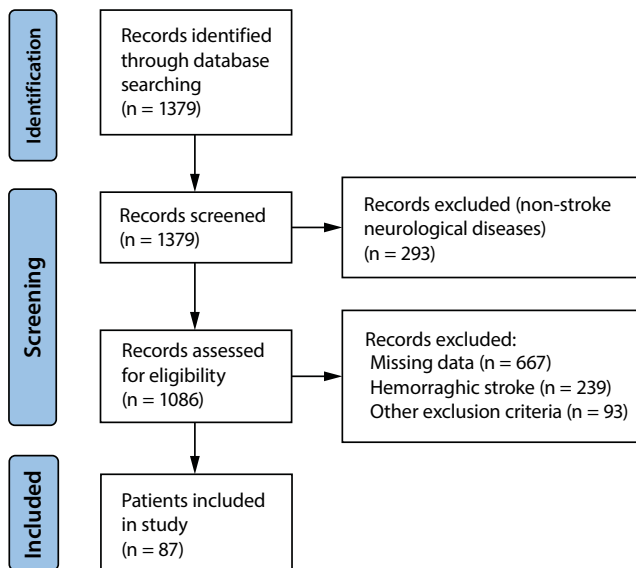 Identification
Records identified
through database
searching
(n = 1379)
Screening
Records screened
(n = 1379)
Records excluded (non-stroke
neurological diseases)
(n = 293)
Records assessed
for eligibility
(n = 1086)
Records excluded:
Missing data (n = 667)
Hemorraghic stroke (n = 239)
Other exclusion criteria (n = 93)
Included
Patients included
in study
(n = 87)